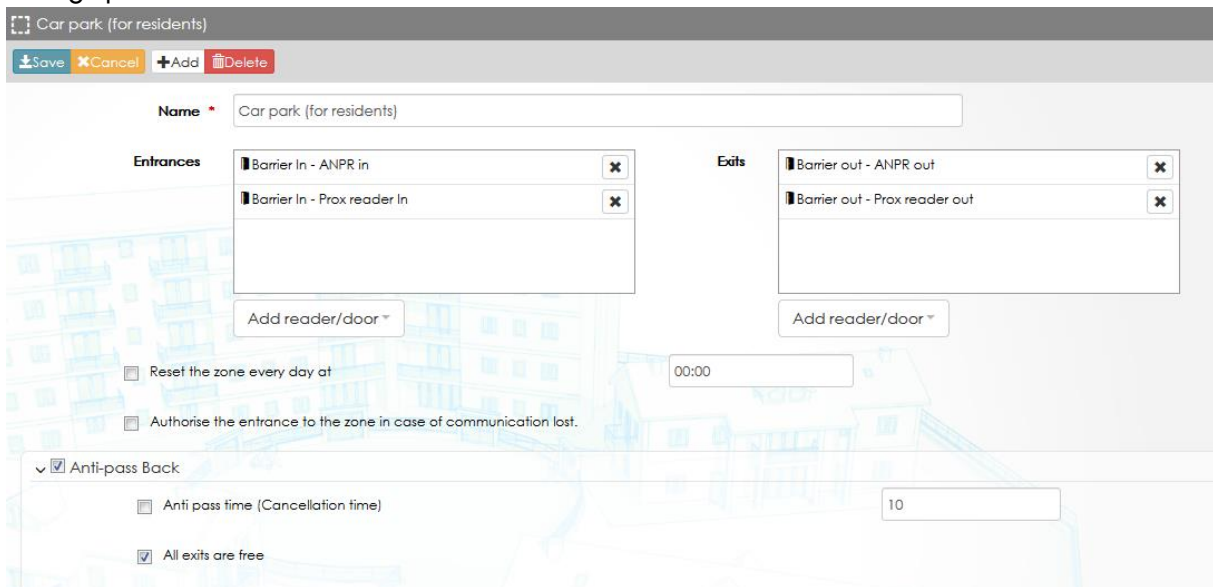 Car park (for residents)
Save Cancel Add Delete
Name * Car park (for residents)
Entrances
Barrier In - ANPR in
Barrier In - Prox reader In
Add reader/door
Exits
Barrier out - ANPR out
Barrier out - Prox reader out
Add reader/door
Reset the zone every day at 00:00
Authorise the entrance to the zone in case of communication lost.
Anti-pass Back
Anti pass time (Cancellation time) 10
All exits are free